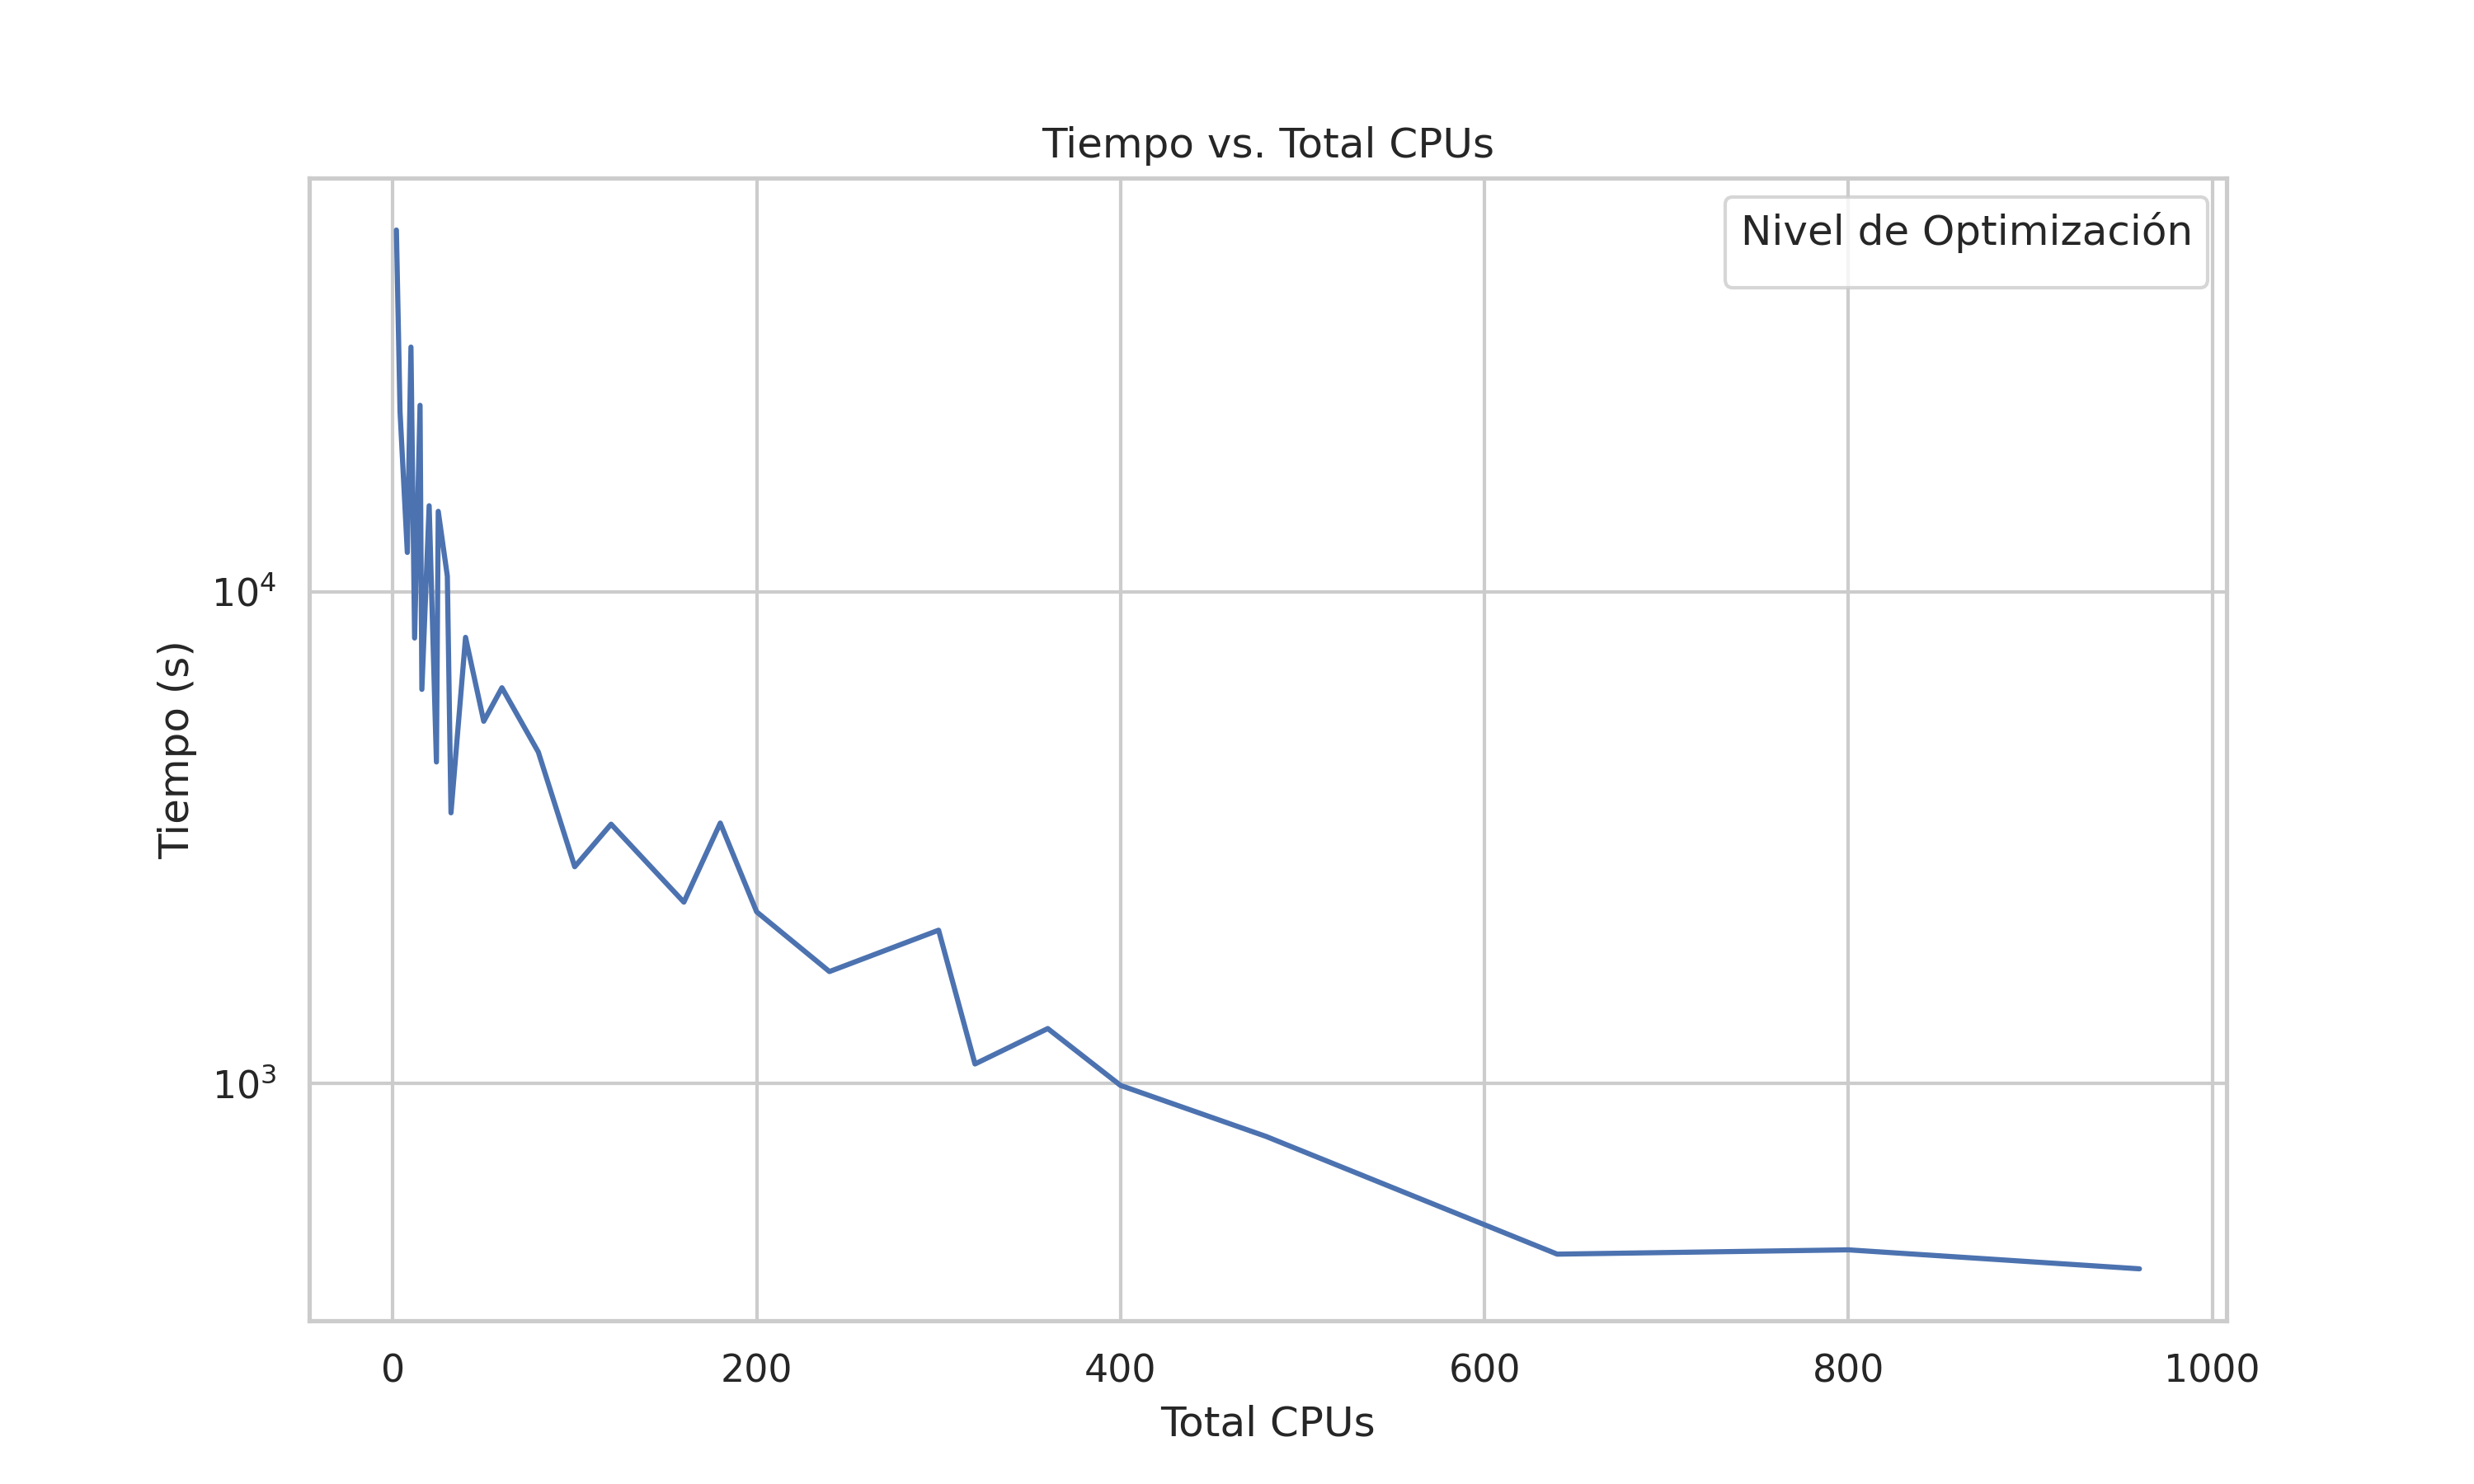 Tiempo vs. Total CPUs
Nivel de Optimización
10⁴
10³
Tiempo (s)
0 200 400 600 800 1000
Total CPUs